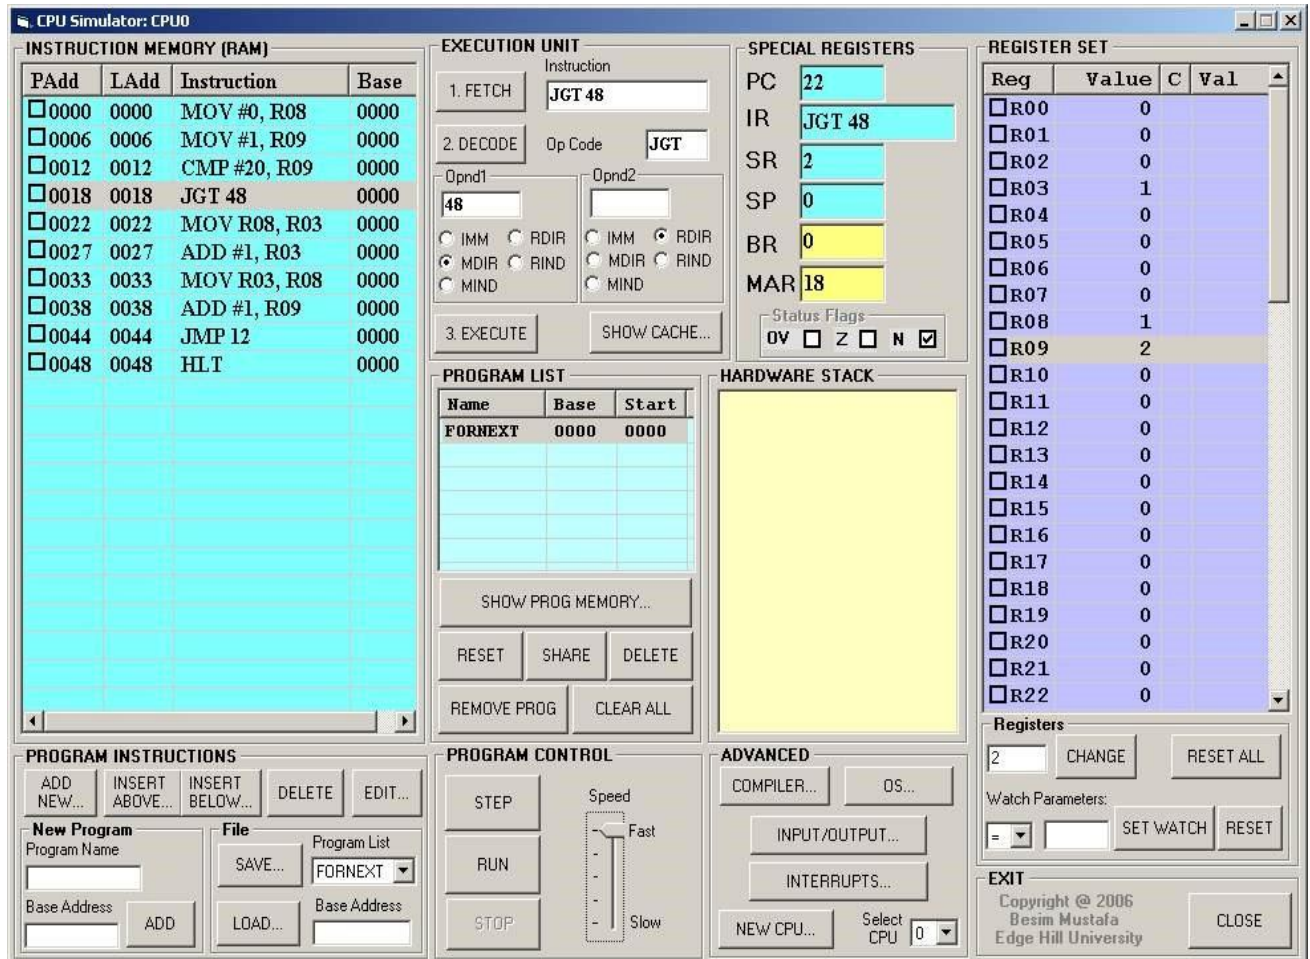 CPU Simulator: CPU0
INSTRUCTION MEMORY (RAM)
PAdd LAdd Instruction Base
0000 0000 MOV #0, R08 0000
0006 0006 MOV #1, R09 0000
0012 0012 CMP #20, R09 0000
0018 0018 JGT 48 0000
0022 0022 MOV R08, R03 0000
0027 0027 ADD #1, R03 0000
0033 0033 MOV R03, R08 0000
0038 0038 ADD #1, R09 0000
0044 0044 JMP 12 0000
0048 0048 HLT 0000
EXECUTION UNIT
Instruction
1. FETCH JGT 48
2. DECODE Op Code JGT
Opnd1 Opnd2
48
IMM RDIR IMM RDIR
MDIR RIND MDIR RIND
MIND MIND
3. EXECUTE SHOW CACHE...
SPECIAL REGISTERS
PC 22
IR JGT 48
SR 2
SP 0
BR 0
MAR 18
Status Flags
OV Z N
PROGRAM LIST
Name Base Start
FORNEXT 0000 0000
SHOW PROG MEMORY...
RESET SHARE DELETE
REMOVE PROG CLEAR ALL
HARDWARE STACK
REGISTER SET
Reg Value C Val
R00 0
R01 0
R02 0
R03 1
R04 0
R05 0
R06 0
R07 0
R08 1
R09 2
R10 0
R11 0
R12 0
R13 0
R14 0
R15 0
R16 0
R17 0
R18 0
R19 0
R20 0
R21 0
R22 0
Registers
2 CHANGE RESET ALL
Watch Parameters:
= SET WATCH RESET
PROGRAM INSTRUCTIONS
ADD NEW... INSERT ABOVE... INSERT BELOW... DELETE EDIT...
New Program
Program Name
Base Address
ADD
File
SAVE...
Program List
FORNEXT
LOAD...
Base Address
PROGRAM CONTROL
STEP
RUN
STOP
Speed
Fast
Slow
ADVANCED
COMPILER... OS...
INPUT/OUTPUT...
INTERRUPTS...
NEW CPU... Select CPU 0
EXIT
Copyright @ 2006
Besim Mustafa
Edge Hill University
CLOSE